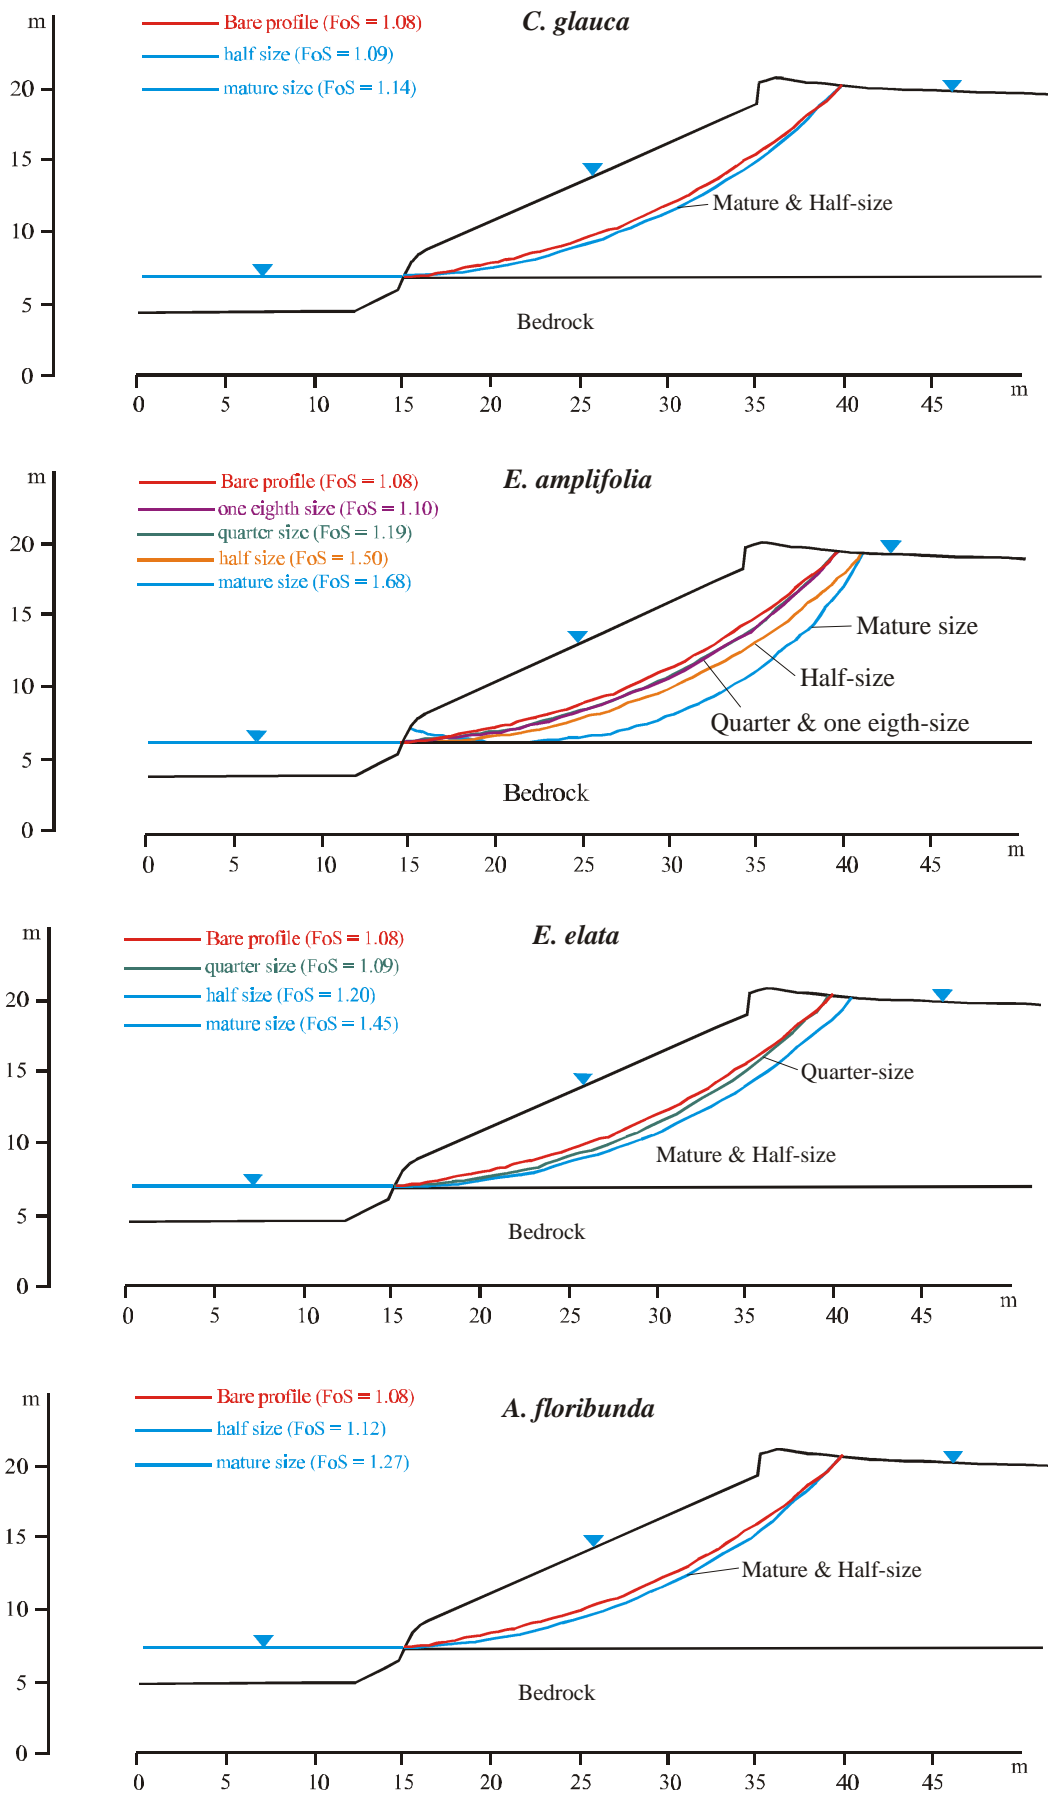 m
Bare profile (FoS = 1.08)
C. glauca
half size (FoS = 1.09)
mature size (FoS = 1.14)
20
15
10
5
0
Mature & Half-size
Bedrock
0 5 10 15 20 25 30 35 40 45 m
m
Bare profile (FoS = 1.08)
E. amplifolia
one eighth size (FoS = 1.10)
quarter size (FoS = 1.19)
half size (FoS = 1.50)
mature size (FoS = 1.68)
20
15
10
5
0
Mature size
Half-size
Quarter & one eigth-size
Bedrock
0 5 10 15 20 25 30 35 40 45 m
m
Bare profile (FoS = 1.08)
E. elata
quarter size (FoS = 1.09)
half size (FoS = 1.20)
mature size (FoS = 1.45)
20
15
10
5
0
Quarter-size
Mature & Half-size
Bedrock
0 5 10 15 20 25 30 35 40 45 m
m
Bare profile (FoS = 1.08)
A. floribunda
half size (FoS = 1.12)
mature size (FoS = 1.27)
20
15
10
5
0
Mature & Half-size
Bedrock
0 5 10 15 20 25 30 35 40 45 m